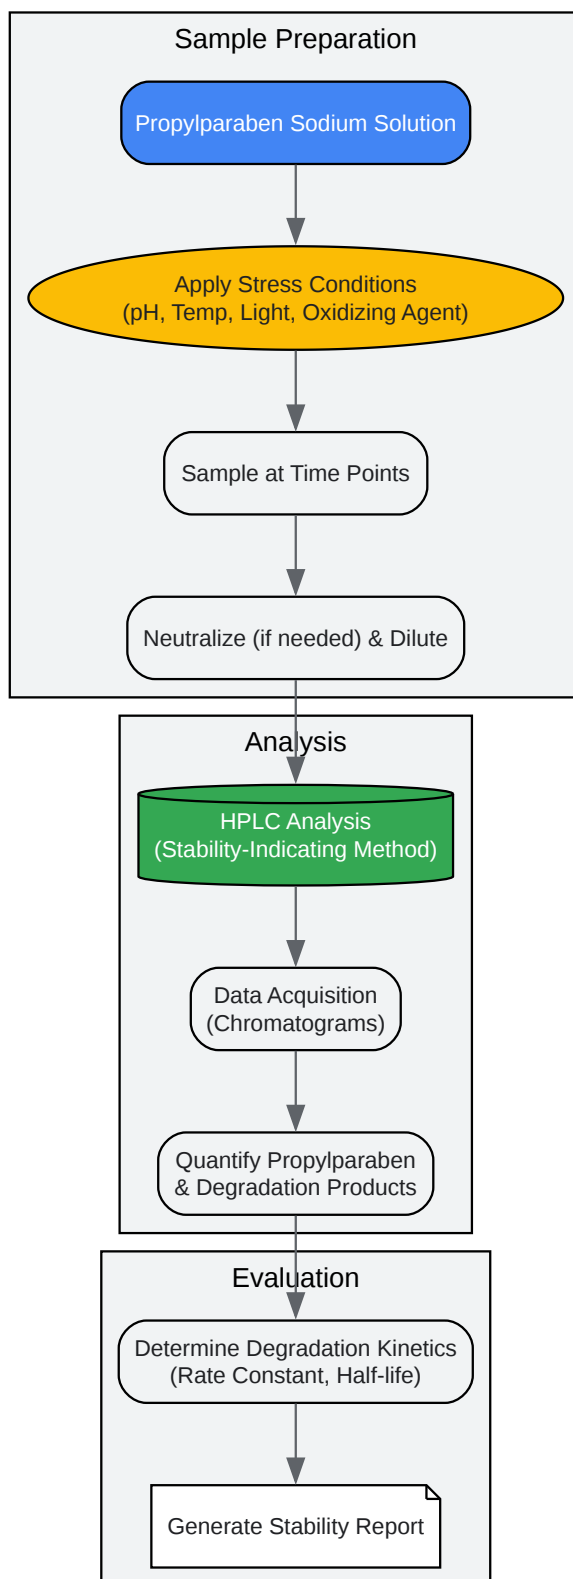 Sample Preparation
Propylparaben Sodium Solution
Apply Stress Conditions
(pH, Temp, Light, Oxidizing Agent)
Sample at Time Points
Neutralize (if needed) & Dilute
Analysis
HPLC Analysis
(Stability-Indicating Method)
Data Acquisition
(Chromatograms)
Quantify Propylparaben
& Degradation Products
Evaluation
Determine Degradation Kinetics
(Rate Constant, Half-life)
Generate Stability Report